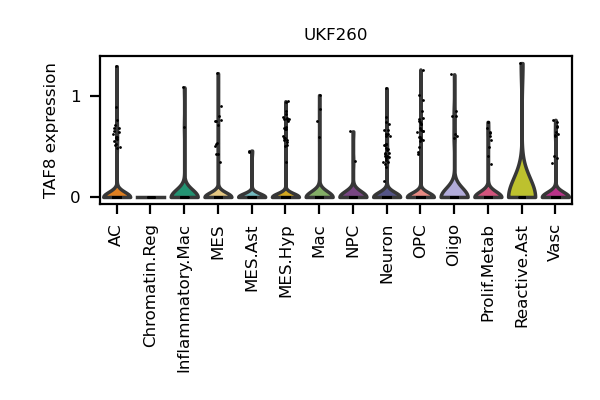 UKF260
TAF8 expression
1
0
AC
Chromatin.Reg
Inflammatory.Mac
MES
MES.Ast
MES.Hyp
Mac
NPC
Neuron
OPC
Oligo
Prolif.Metab
Reactive.Ast
Vasc